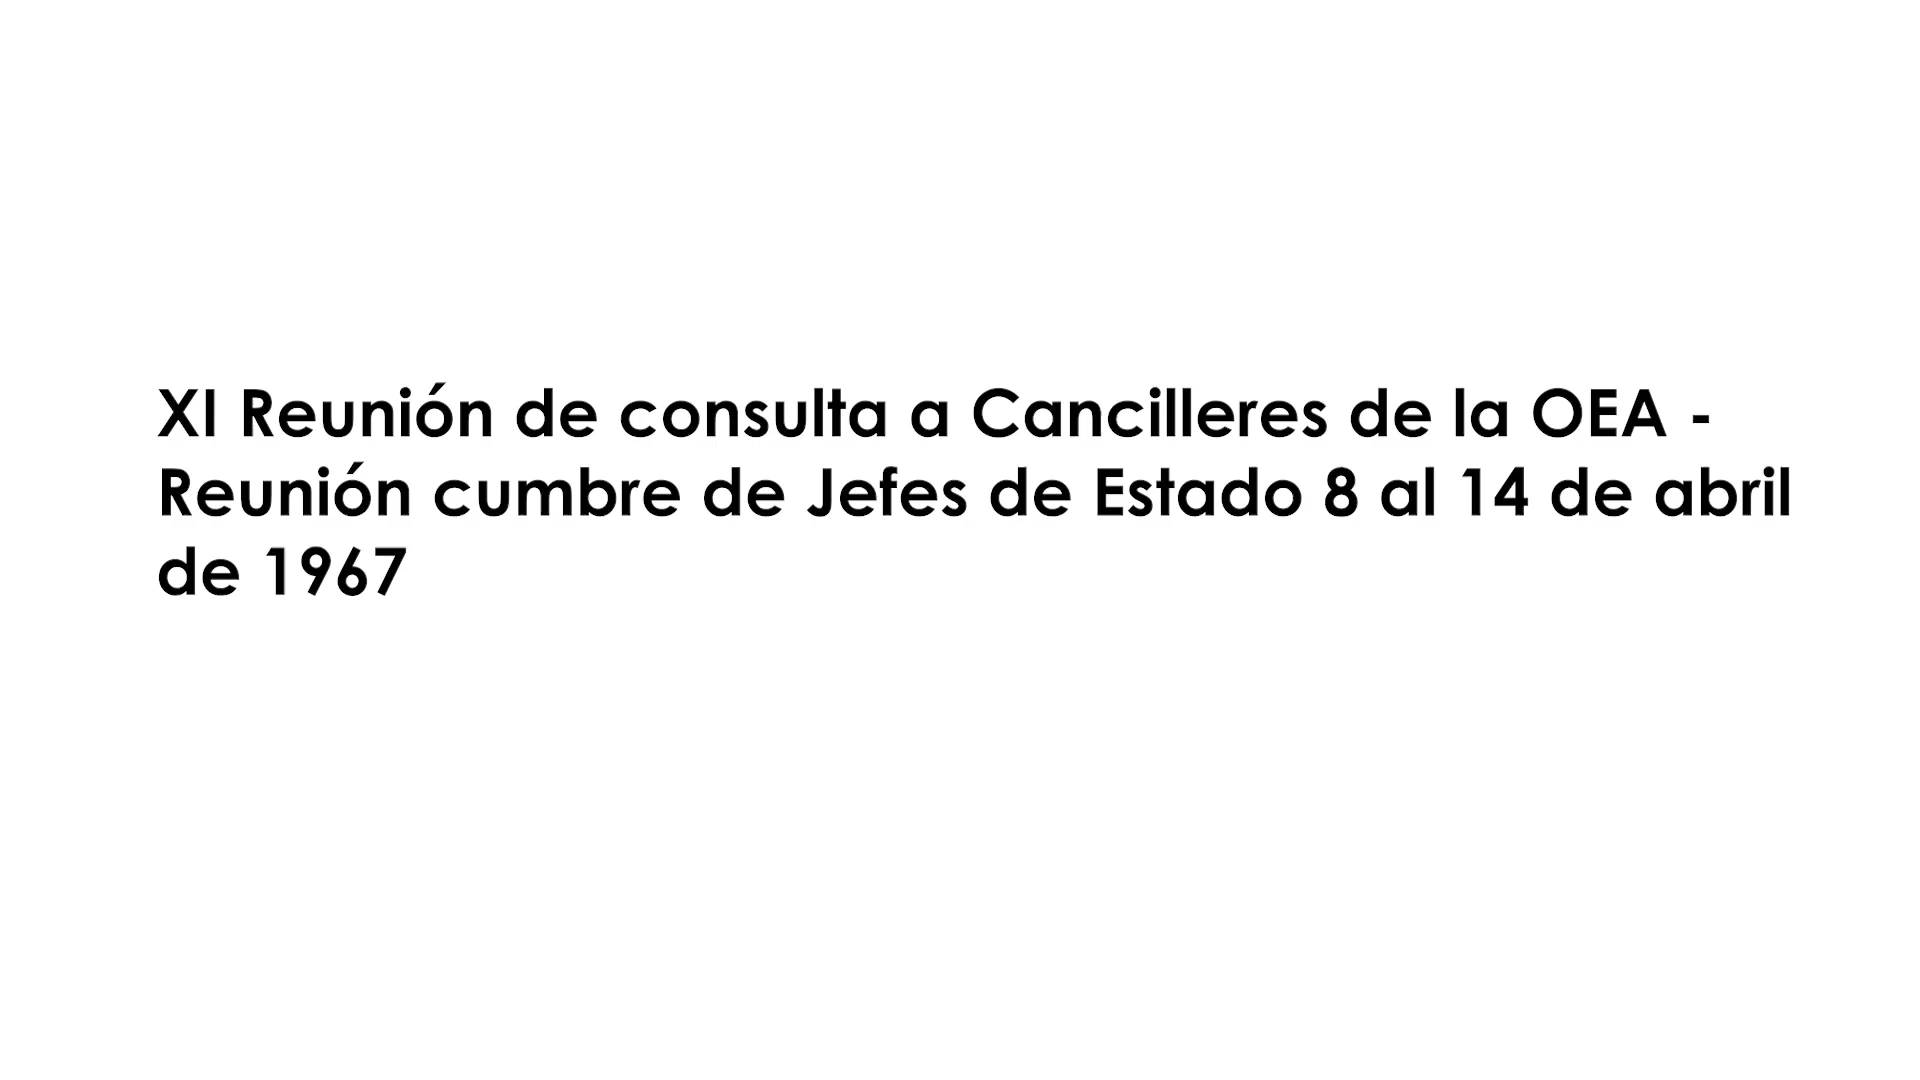 XI Reunión de consulta a Cancilleres de la OEA -
Reunión cumbre de Jefes de Estado 8 al 14 de abril
de 1967